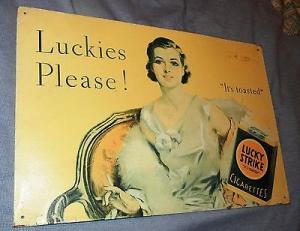 Luckies
Please!
"It's toasted"
LUCKY
STRIKE
CIGARETTES